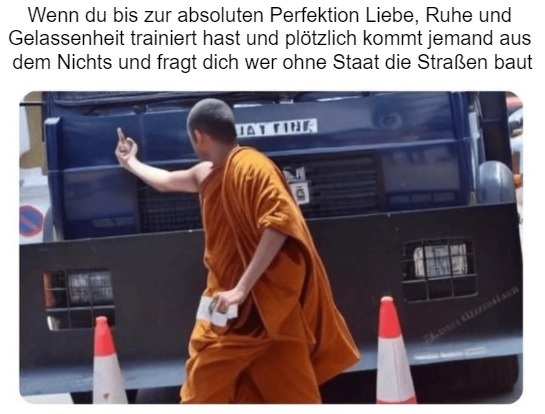 Wenn du bis zur absoluten Perfektion Liebe, Ruhe und
Gelassenheit trainiert hast und plötzlich kommt jemand aus
dem Nichts und fragt dich wer ohne Staat die Straßen baut